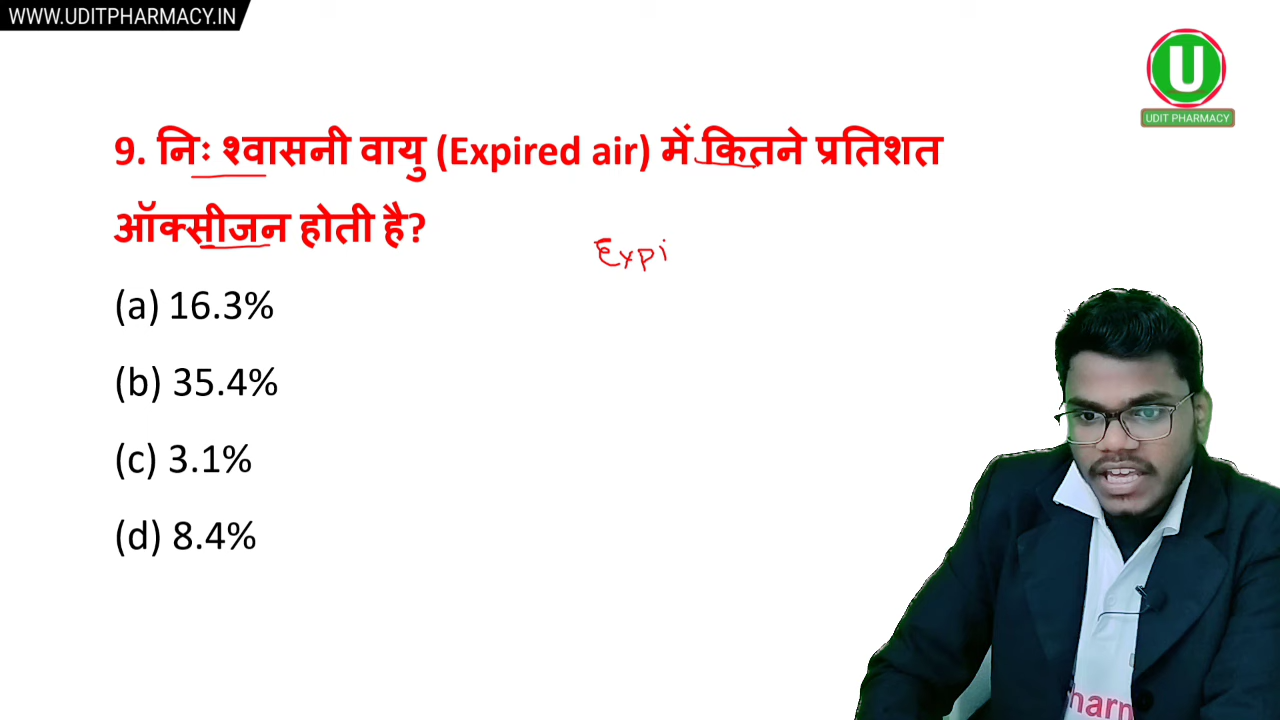 WWW.UDITPHARMACY.IN
U
UDIT PHARMACY
9. निः श्वासनी वायु (Expired air) में कितने प्रतिशत
ऑक्सीजन होती है?
Expi
(a) 16.3%
(b) 35.4%
(c) 3.1%
(d) 8.4%
harm